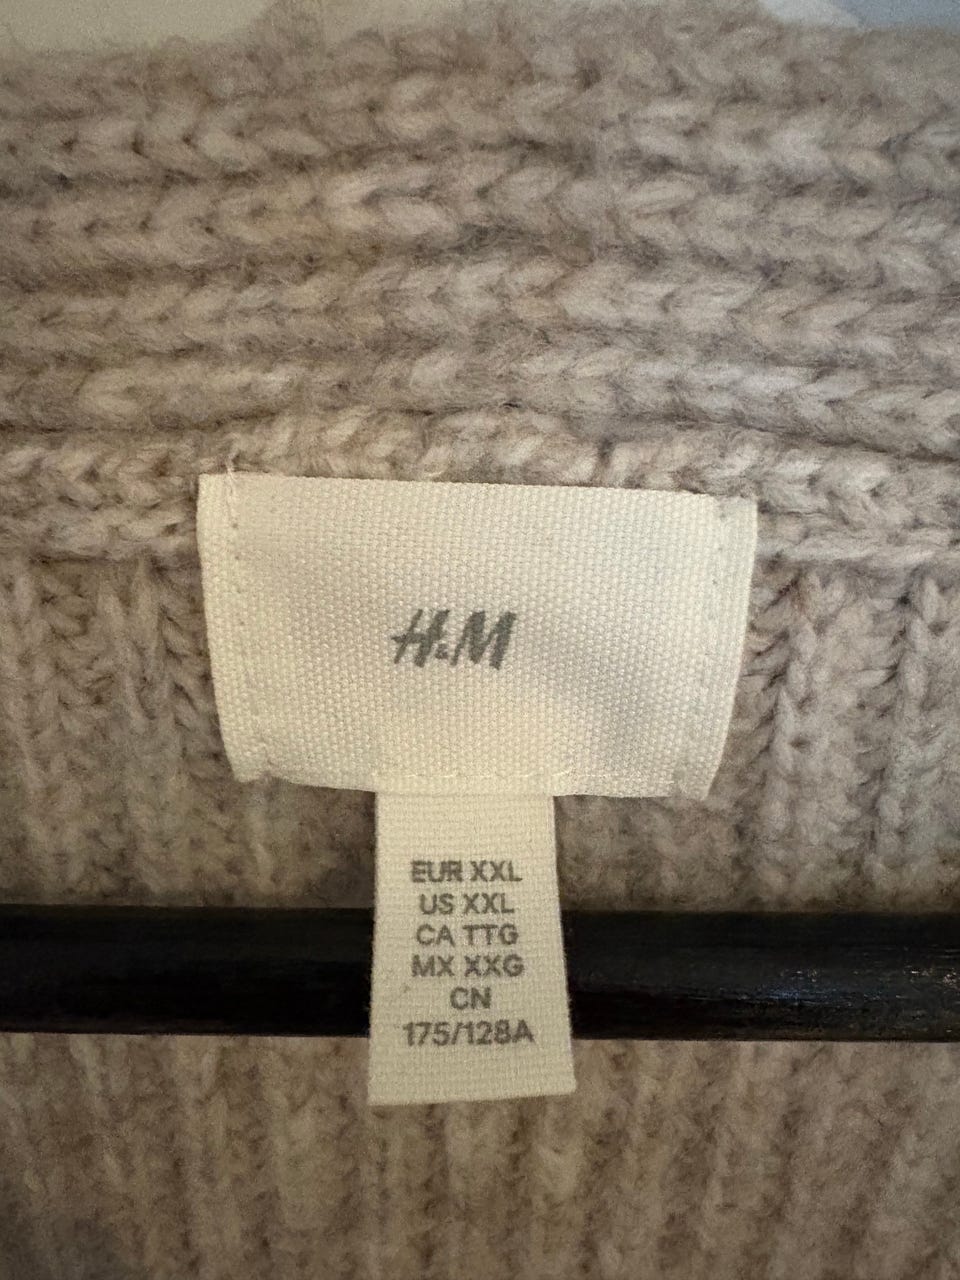 H&M
EUR XXL
US XXL
CA TTG
MX XXG
CN
175/128A